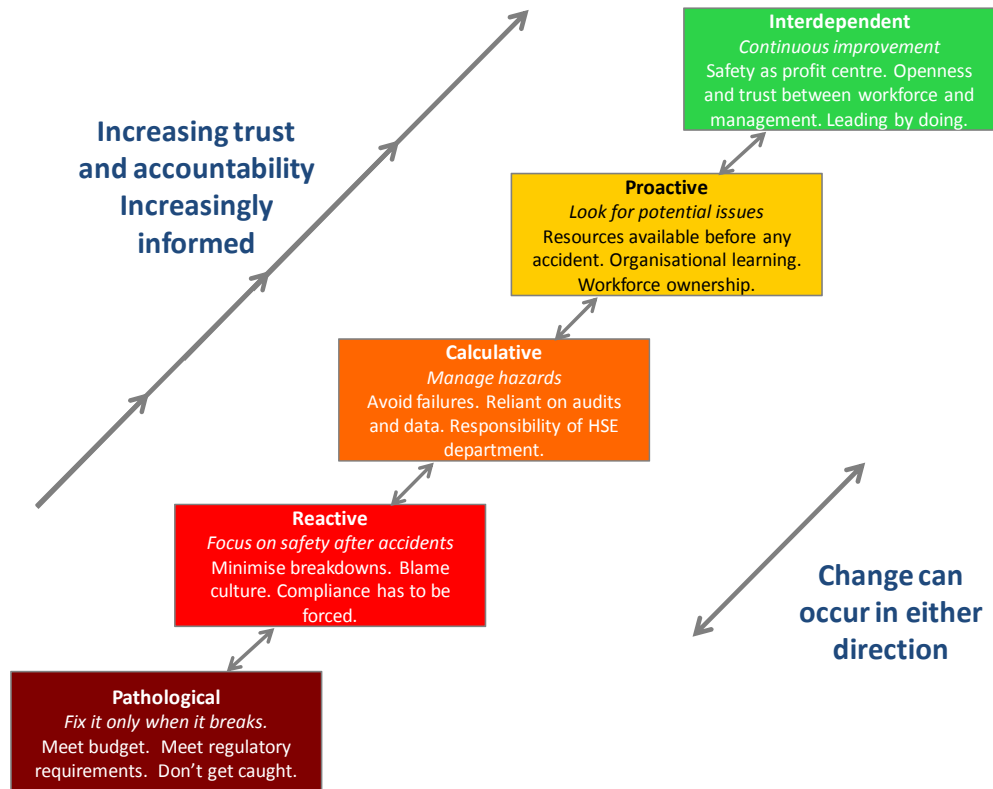 Interdependent
Continuous improvement
Safety as profit centre. Openness
and trust between workforce and
management. Leading by doing.
Increasing trust
and accountability
Increasingly
informed
Proactive
Look for potential issues
Resources available before any
accident. Organisational learning.
Workforce ownership.
Calculative
Manage hazards
Avoid failures. Reliant on audits
and data. Responsibility of HSE
department.
Reactive
Focus on safety after accidents
Minimise breakdowns. Blame
culture. Compliance has to be
forced.
Change can
occur in either
direction
Pathological
Fix it only when it breaks.
Meet budget. Meet regulatory
requirements. Don’t get caught.